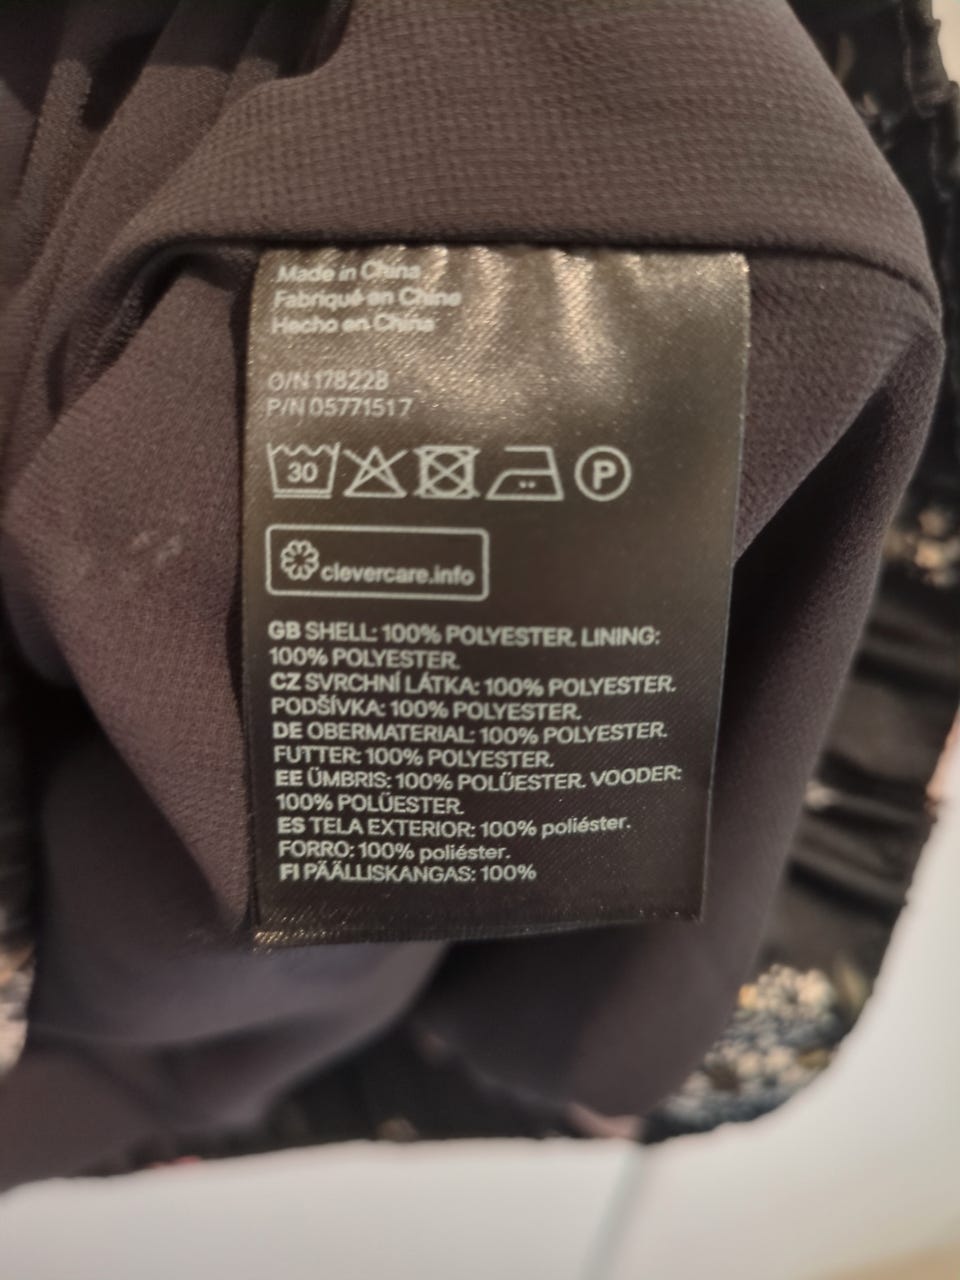 Made in China
Fabriqué en Chine
Hecho en China
O/N 178228
P/N 05771517
30
P
clevercare.info
GB SHELL: 100% POLYESTER. LINING:
100% POLYESTER.
CZ SVRCHNÍ LÁTKA: 100% POLYESTER.
PODŠÍVKA: 100% POLYESTER.
DE OBERMATERIAL: 100% POLYESTER.
FUTTER: 100% POLYESTER.
EE ÜMBRIS: 100% POLÜESTER. VOODER:
100% POLÜESTER.
ES TELA EXTERIOR: 100% poliéster.
FORRO: 100% poliéster.
FI PÄÄLLISKANGAS: 100%